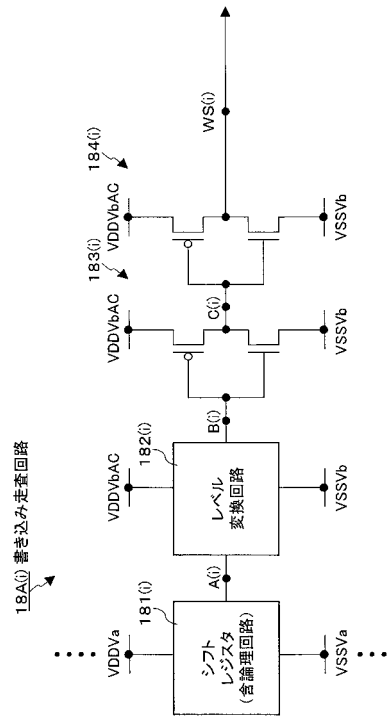 18A(i) 書き込み走査回路
181(i)
VDDVa
シフト
レジスタ
(含論理回路)
VSSVa
A(i)
182(i)
VDDVbAC
レベル
変換回路
VSSVb
B(i)
183(i)
VDDVbAC
C(i)
VSSVb
184(i)
VDDVbAC
VSSVb
WS(i)